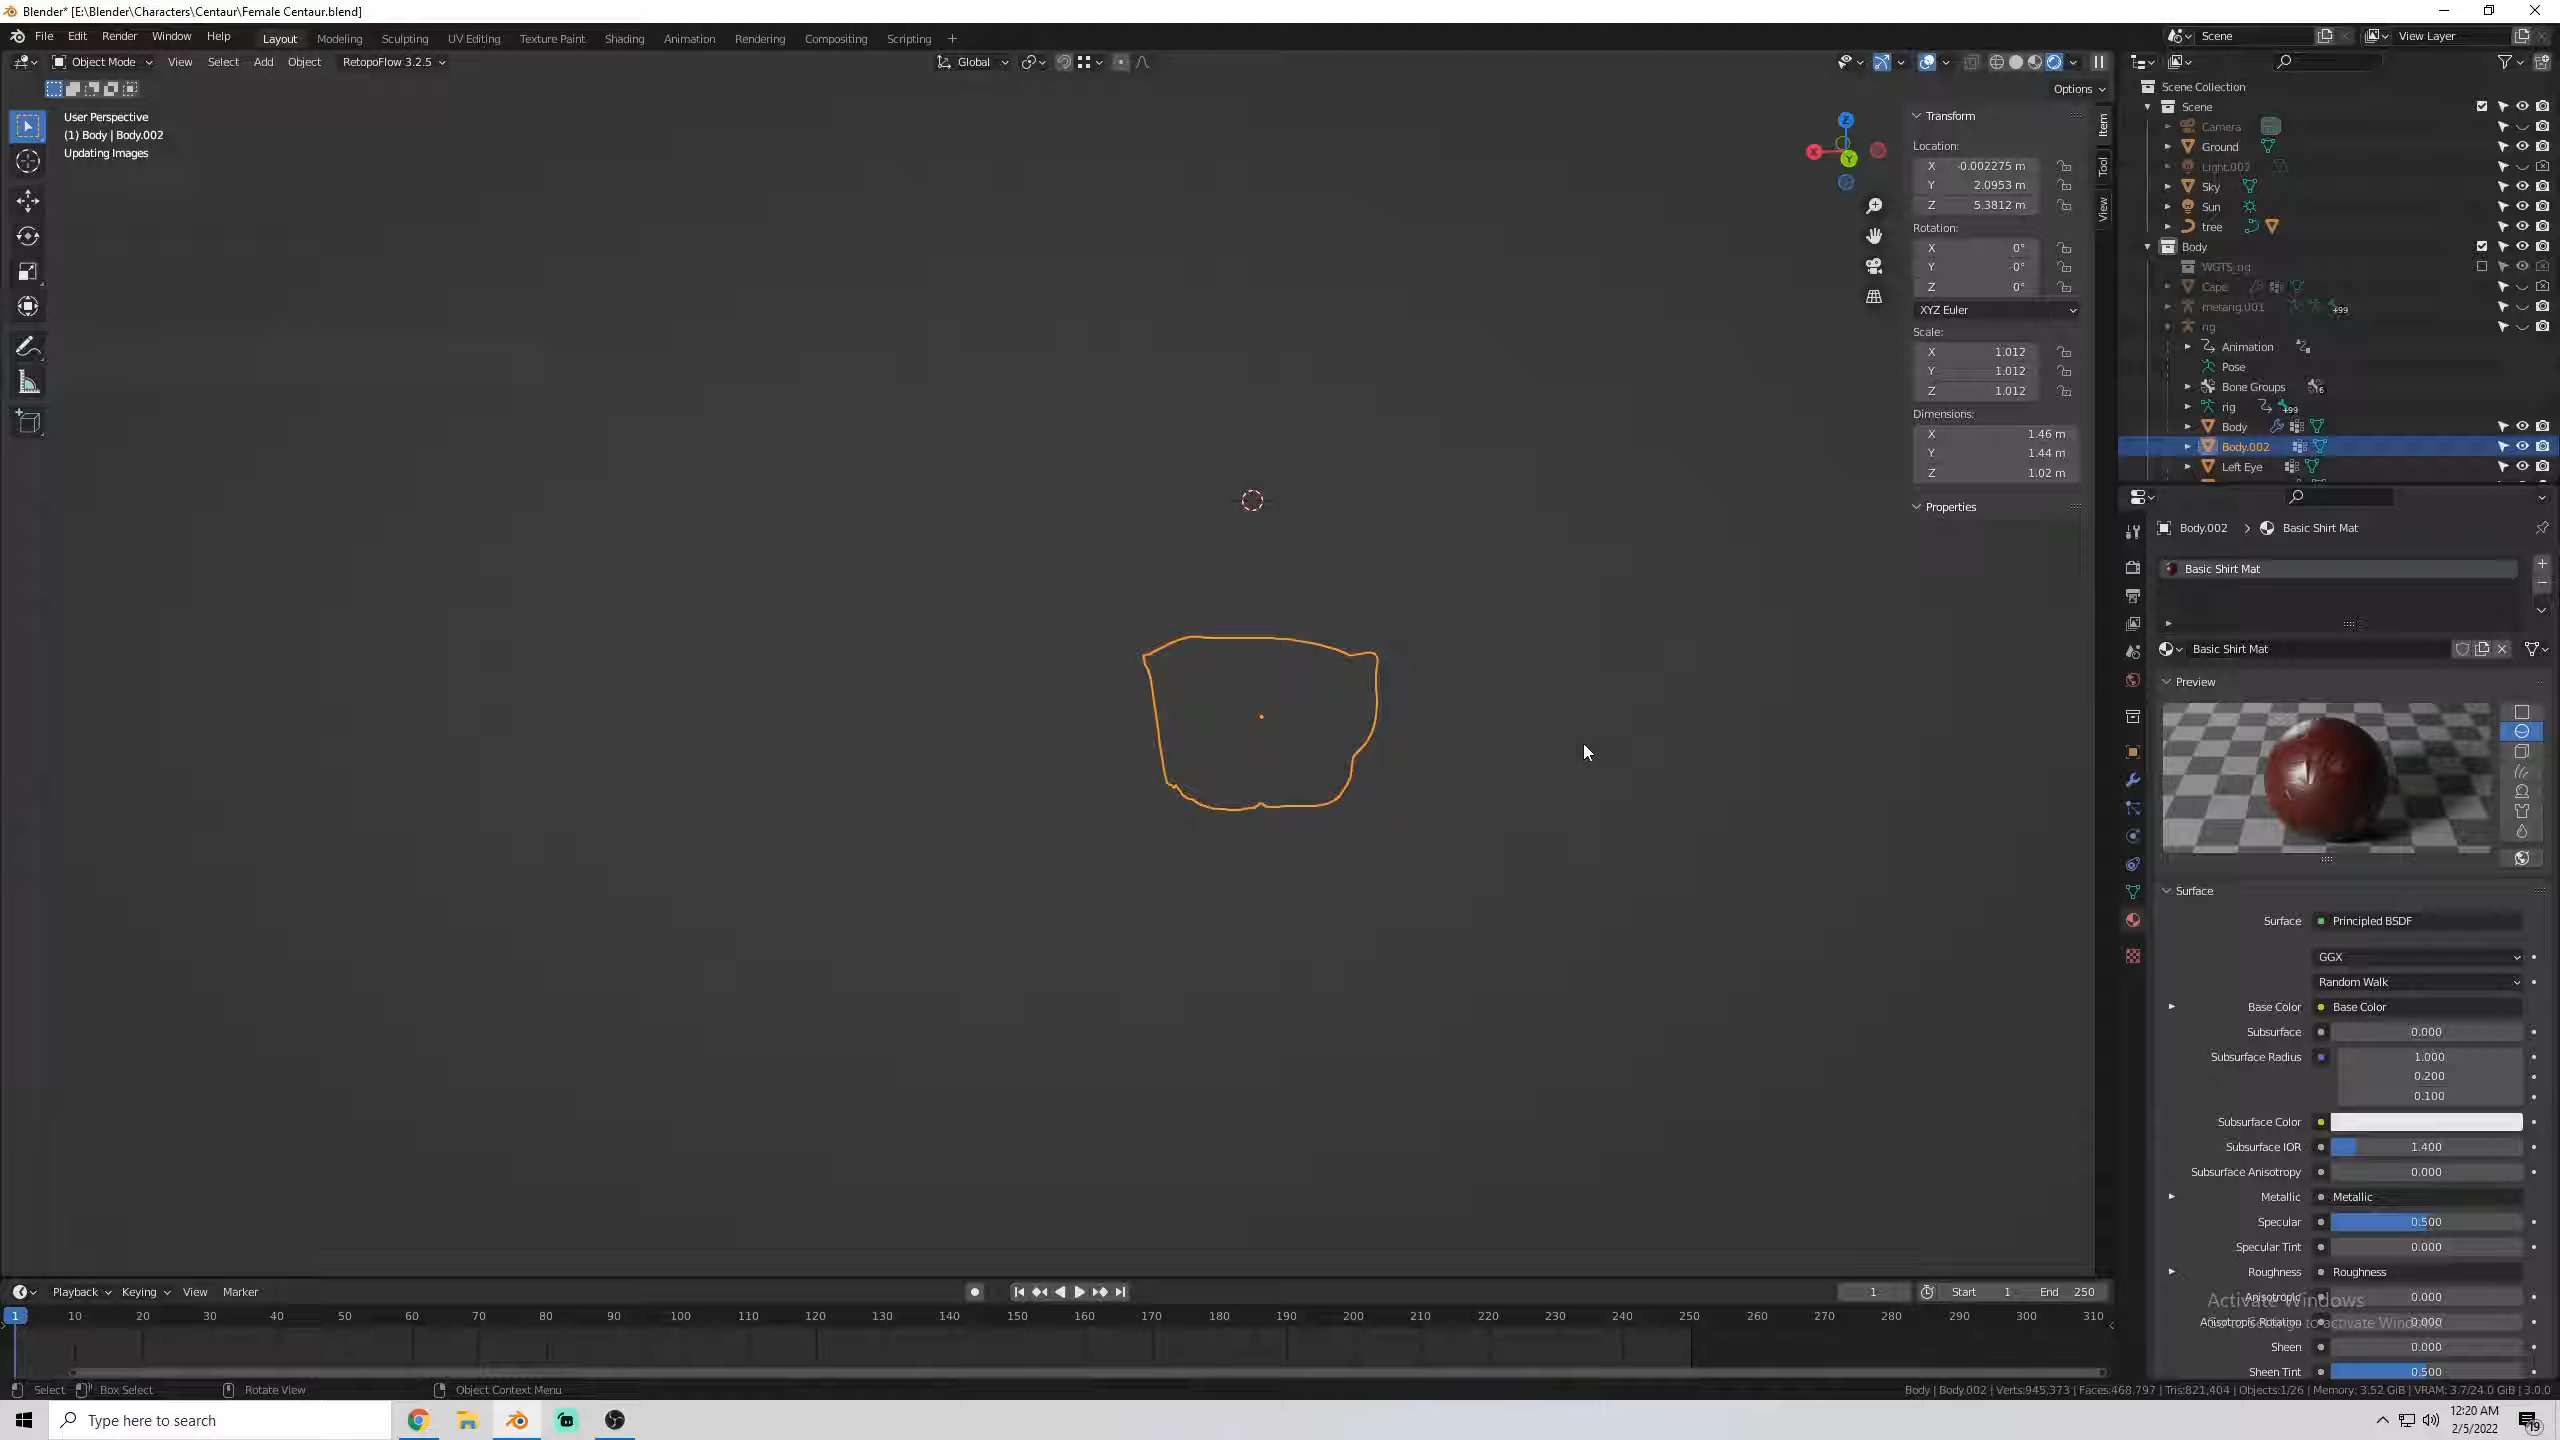 Blender* [E:\Blender\Characters\Centaur\Female Centaur.blend]
File Edit Render Window Help Layout Modeling Sculpting UV Editing Texture Paint Shading Animation Rendering Compositing Scripting + Scene View Layer
Object Mode View Select Add Object RetopoFlow 3.2.5 Global
Options
User Perspective
(1) Body | Body.002
Updating Images
Z
X
Y
Transform
Location:
X -0.002275 m
Y 2.0953 m
Z 5.3812 m
Rotation:
X 0°
Y 0°
Z 0°
XYZ Euler
Scale:
X 1.012
Y 1.012
Z 1.012
Dimensions:
X 1.46 m
Y 1.44 m
Z 1.02 m
Properties
Item
Tool
View
Scene Collection
Scene
Camera
Ground
Light.002
Sky
Sun
tree
Body
WGTS_rig
Cape
metarig.001 +99
rig
Animation
Pose
Bone Groups 6
rig +99
Body
Body.002
Left Eye
Body.002 > Basic Shirt Mat
Basic Shirt Mat
Basic Shirt Mat
Preview
Surface
Surface Principled BSDF
GGX
Random Walk
Base Color Base Color
Subsurface 0.000
Subsurface Radius 1.000
0.200
0.100
Subsurface Color
Subsurface IOR 1.400
Subsurface Anisotropy 0.000
Metallic Metallic
Specular 0.500
Specular Tint 0.000
Roughness Roughness
Anisotropic 0.000
Activate Windows
Anisotropic Rotation 0.000
Sheen 0.000
Sheen Tint 0.500
Playback Keying View Marker 1 Start 1 End 250
1 10 20 30 40 50 60 70 80 90 100 110 120 130 140 150 160 170 180 190 200 210 220 230 240 250 260 270 280 290 300 310
Select Box Select Rotate View Object Context Menu Body | Body.002 | Verts:945,373 | Faces:468,797 | Tris:821,404 | Objects:1/26 | Memory: 3.52 GiB | VRAM: 3.7/24.0 GiB | 3.0.0
Type here to search
12:20 AM
2/5/2022
19